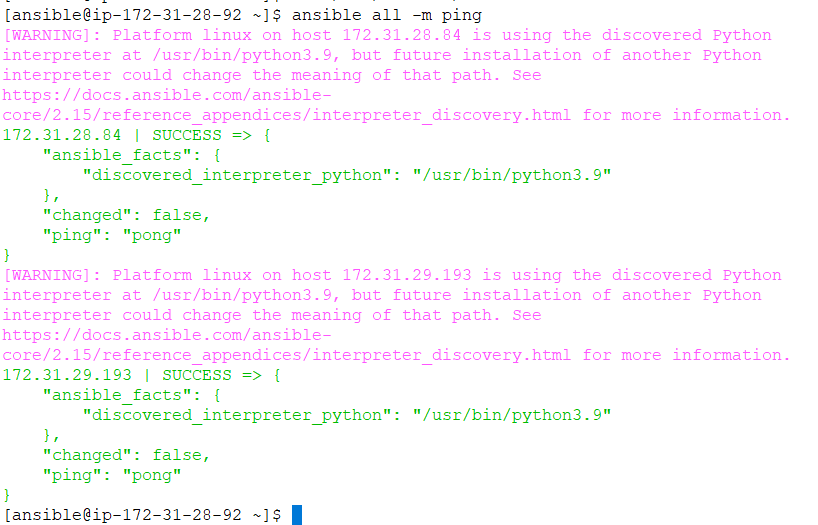 [ansible@ip-172-31-28-92 ~]$ ansible all -m ping
[WARNING]: Platform linux on host 172.31.28.84 is using the discovered Python
interpreter at /usr/bin/python3.9, but future installation of another Python
interpreter could change the meaning of that path. See
https://docs.ansible.com/ansible-
core/2.15/reference_appendices/interpreter_discovery.html for more information.
172.31.28.84 | SUCCESS => {
    "ansible_facts": {
        "discovered_interpreter_python": "/usr/bin/python3.9"
    },
    "changed": false,
    "ping": "pong"
}
[WARNING]: Platform linux on host 172.31.29.193 is using the discovered Python
interpreter at /usr/bin/python3.9, but future installation of another Python
interpreter could change the meaning of that path. See
https://docs.ansible.com/ansible-
core/2.15/reference_appendices/interpreter_discovery.html for more information.
172.31.29.193 | SUCCESS => {
    "ansible_facts": {
        "discovered_interpreter_python": "/usr/bin/python3.9"
    },
    "changed": false,
    "ping": "pong"
}
[ansible@ip-172-31-28-92 ~]$